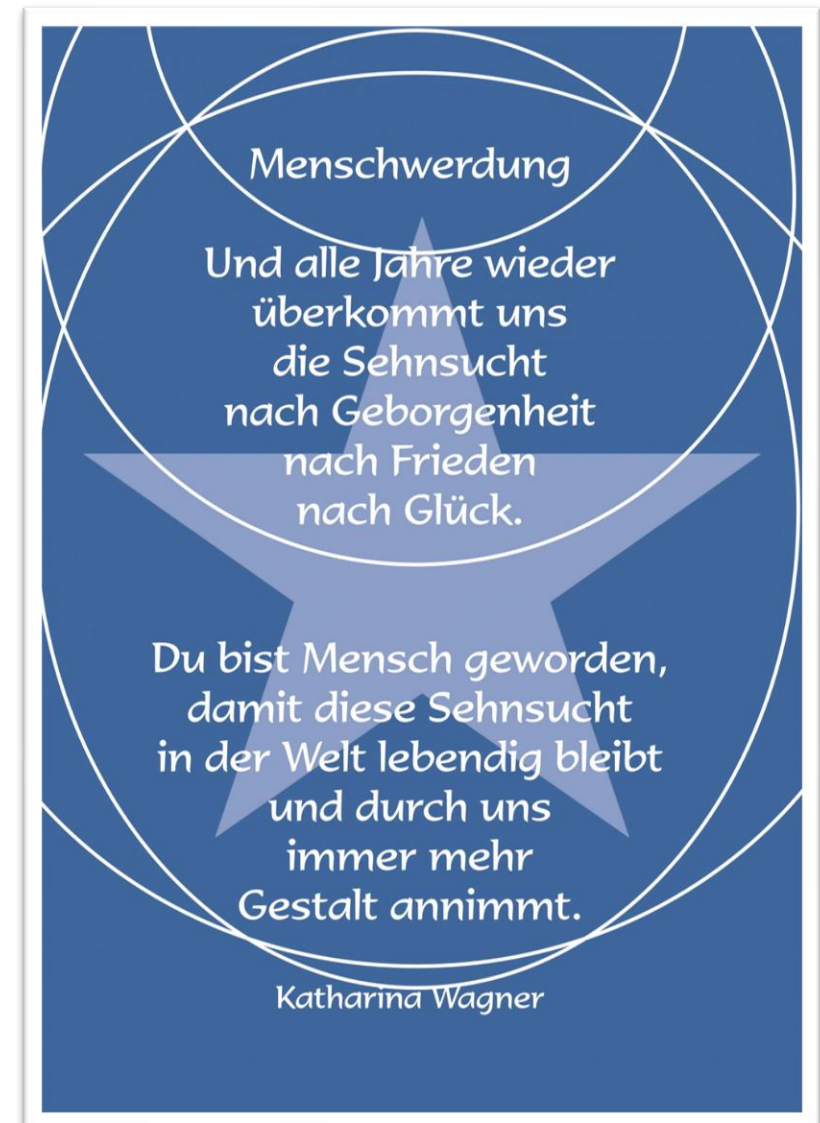 Menschwerdung
Und alle Jahre wieder
überkommt uns
die Sehnsucht
nach Geborgenheit
nach Frieden
nach Glück.
Du bist Mensch geworden,
damit diese Sehnsucht
in der Welt lebendig bleibt
und durch uns
immer mehr
Gestalt annimmt.
Katharina Wagner